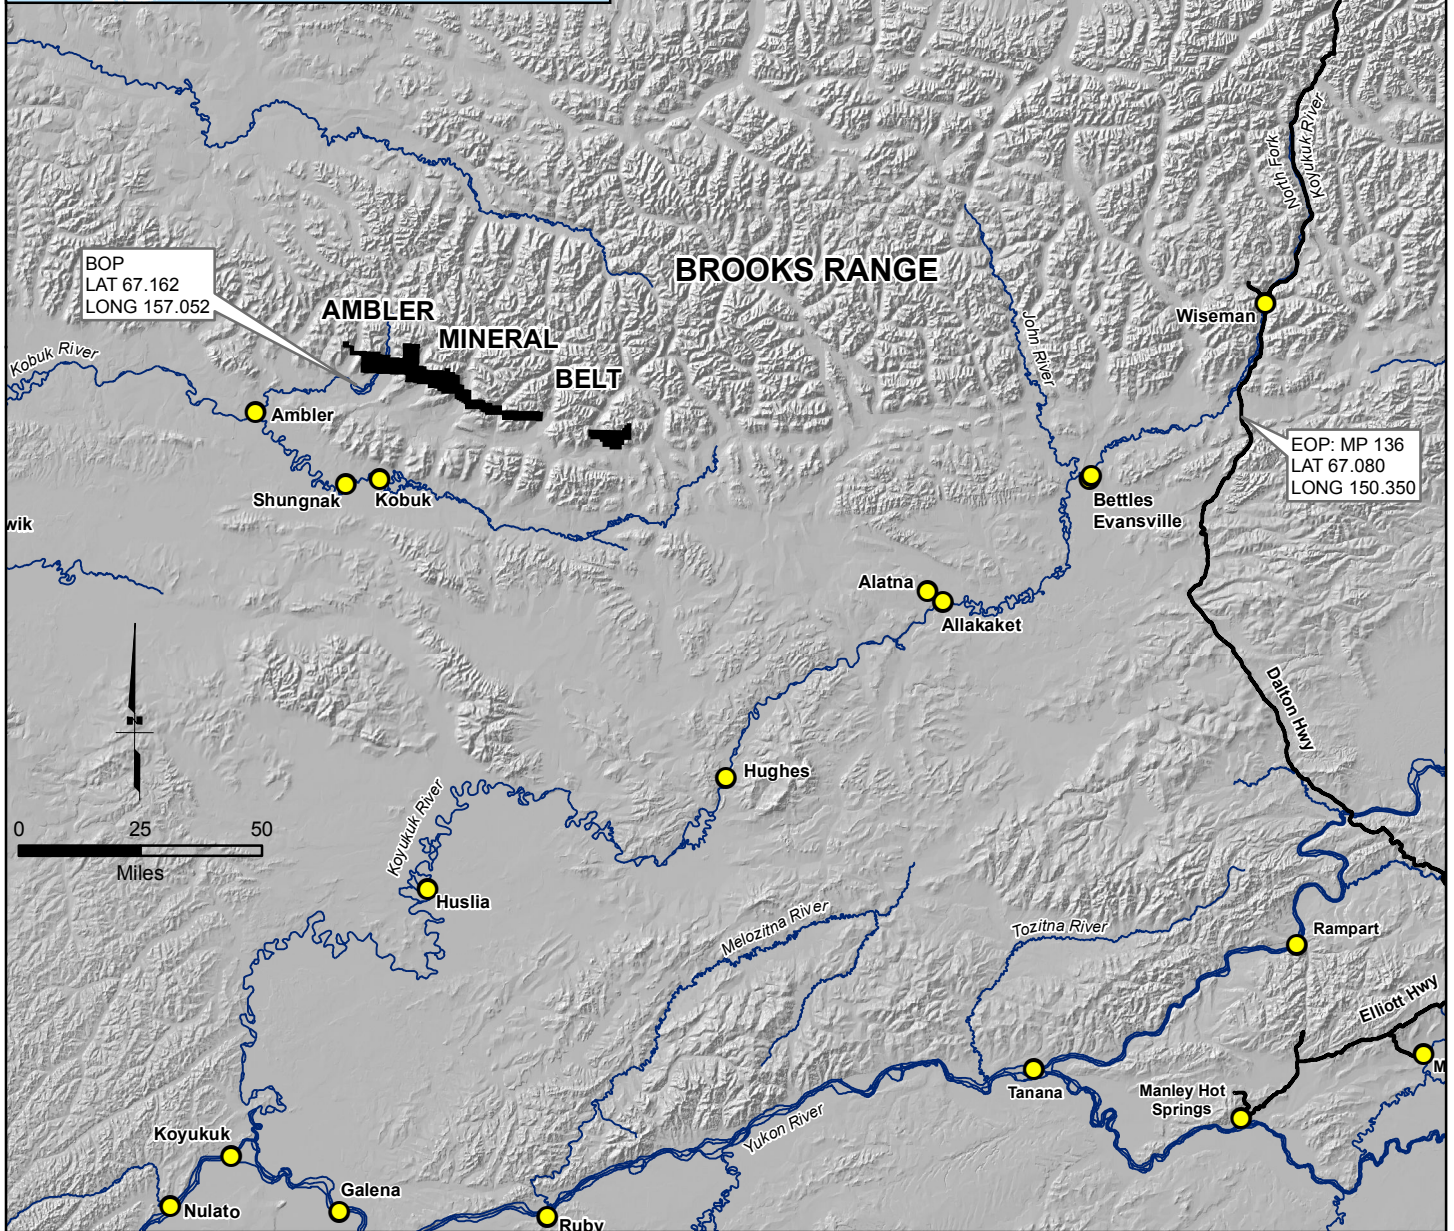 North Fork
Koyukuk River
BROOKS RANGE
BOP
LAT 67.162
LONG 157.052
AMBLER
MINERAL
BELT
Wiseman
John River
Kobuk River
Ambler
EOP: MP 136
LAT 67.080
LONG 150.350
Shungnak
Kobuk
Bettles
Evansville
wik
Alatna
Allakaket
N
Dalton Hwy
Hughes
Koyukuk River
0 25 50
Miles
Huslia
Melozitna River
Tozitna River
Rampart
Elliott Hwy
M
Tanana
Manley Hot
Springs
Yukon River
Koyukuk
Galena
Nulato
Ruby